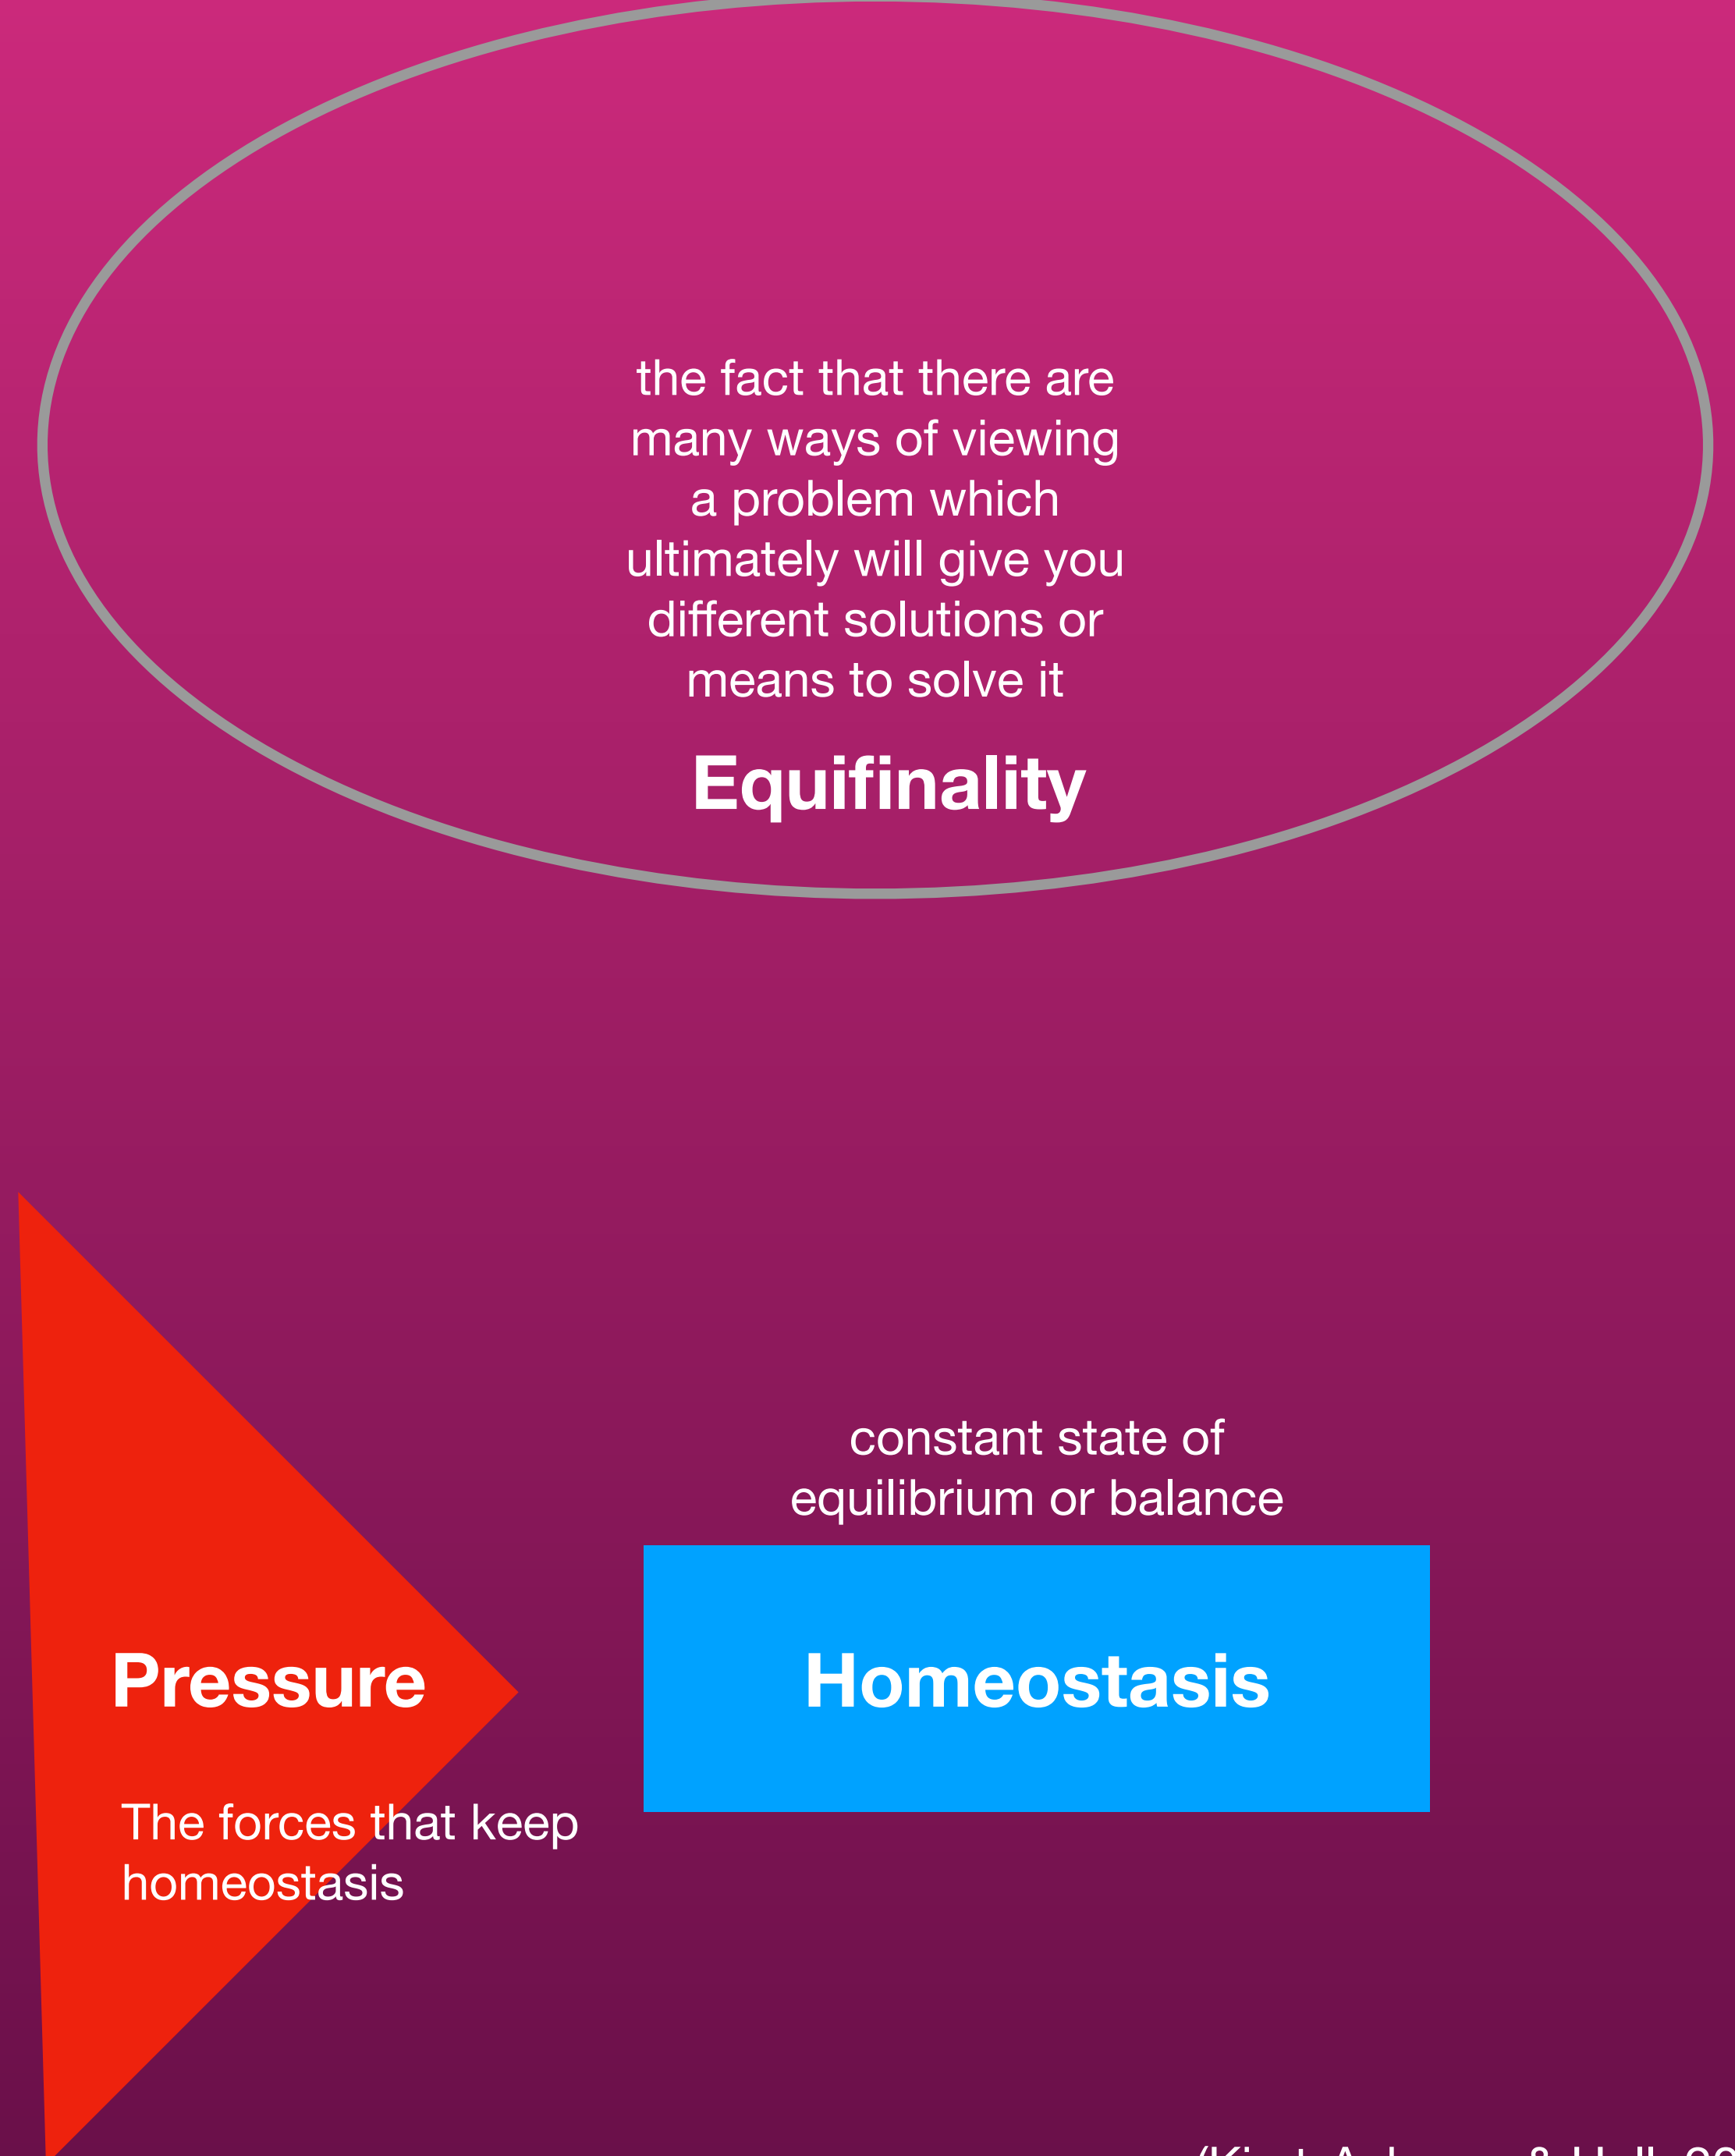 the fact that there are
many ways of viewing
a problem which
ultimately will give you
different solutions or
means to solve it
Equifinality
constant state of
equilibrium or balance
Pressure
Homeostasis
The forces that keep
homeostasis